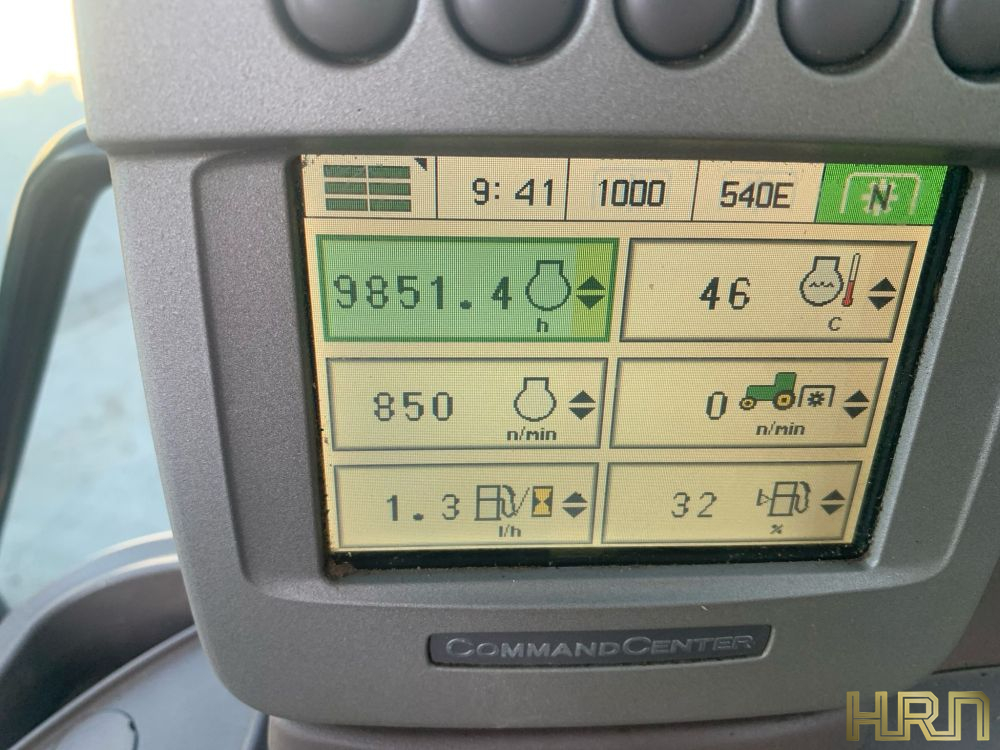 9:41 1000 540E N
9851.4 h
46 C
850 n/min
0 n/min
1.3 l/h
32 %
COMMANDCENTER
HRN